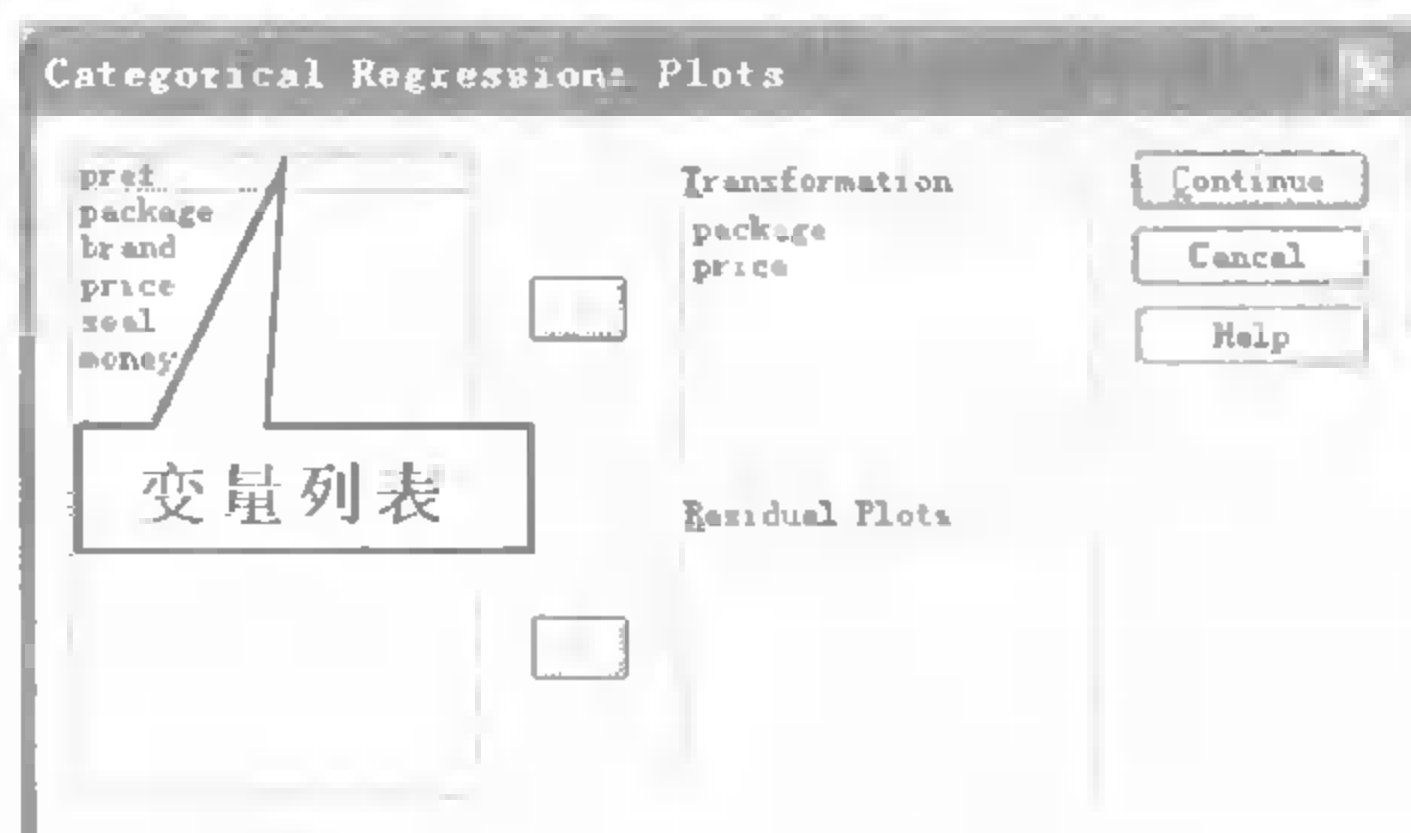 Categorical Regression: Plots
pref
package
brand
price
seal
money
变量列表
Transformation
package
price
Residual Plots
Continue
Cancel
Help